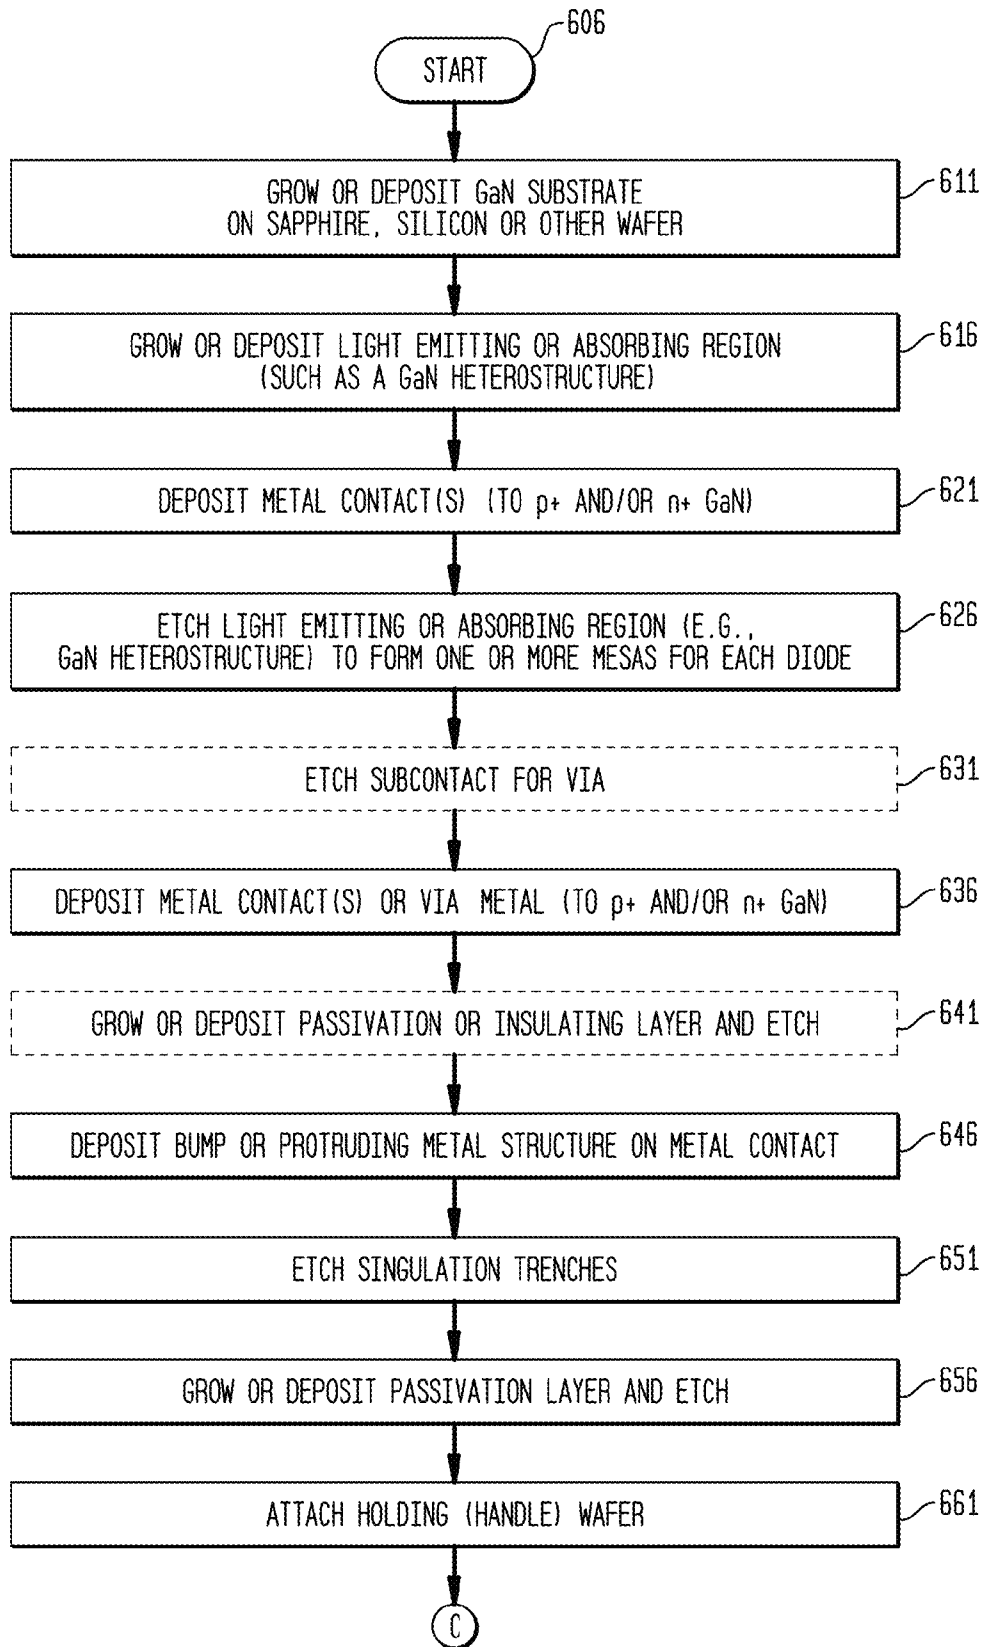 606
START
611
GROW OR DEPOSIT GaN SUBSTRATE
ON SAPPHIRE, SILICON OR OTHER WAFER
616
GROW OR DEPOSIT LIGHT EMITTING OR ABSORBING REGION
(SUCH AS A GaN HETEROSTRUCTURE)
621
DEPOSIT METAL CONTACT(S) (TO p+ AND/OR n+ GaN)
626
ETCH LIGHT EMITTING OR ABSORBING REGION (E.G.,
GaN HETEROSTRUCTURE) TO FORM ONE OR MORE MESAS FOR EACH DIODE
631
ETCH SUBCONTACT FOR VIA
636
DEPOSIT METAL CONTACT(S) OR VIA METAL (TO p+ AND/OR n+ GaN)
641
GROW OR DEPOSIT PASSIVATION OR INSULATING LAYER AND ETCH
646
DEPOSIT BUMP OR PROTRUDING METAL STRUCTURE ON METAL CONTACT
651
ETCH SINGULATION TRENCHES
656
GROW OR DEPOSIT PASSIVATION LAYER AND ETCH
661
ATTACH HOLDING (HANDLE) WAFER
C